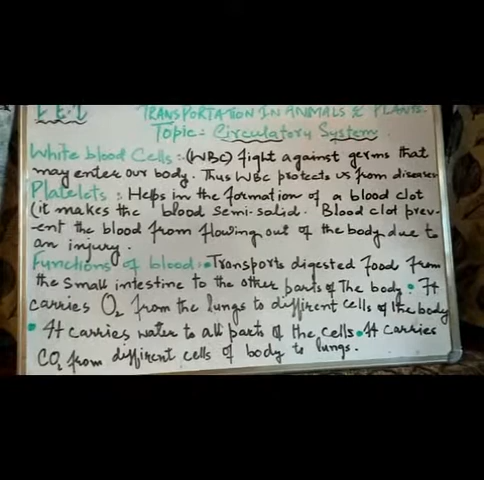 TRANSPORTATION IN ANIMALS & PLANTS.
Topic:- Circulatory System.
White blood Cells:- (WBC) fight against germs that
may enter our body. Thus WBC protects us from diseases
Platelets : Helps in the formation of a blood clot
(it makes the blood semi-solid. Blood clot prev-
-ent the blood from flowing out of the body due to
an injury.
Functions of blood:• Transports digested food from
the small intestine to the other parts of the body • It
carries O₂ from the lungs to diffirent cells of the body
• It carries water to all parts of the cells • It carries
CO₂ from diffirent cells of body to lungs.